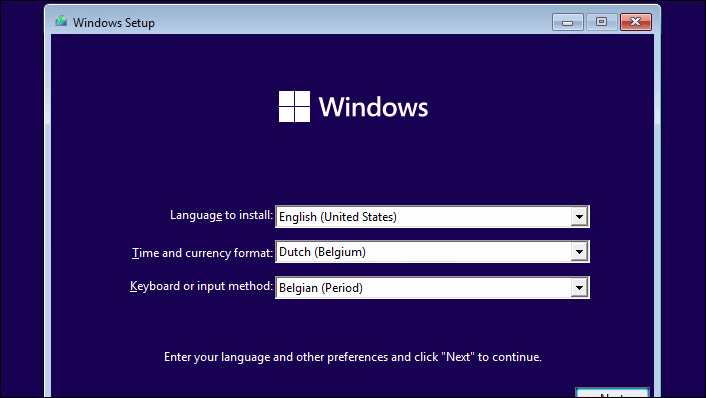 Windows Setup
Windows
Language to install: English (United States)
Time and currency format: Dutch (Belgium)
Keyboard or input method: Belgian (Period)
Enter your language and other preferences and click "Next" to continue.
Next